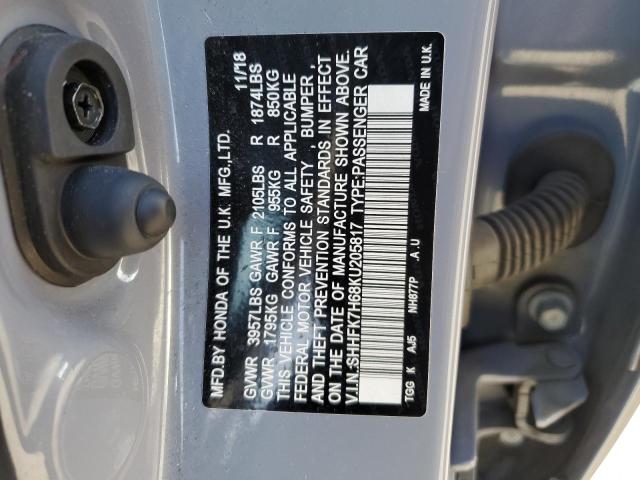 MFD.BY HONDA OF THE U.K. MFG.,LTD. 11/18
GVWR 3957LBS GAWR F 2105LBS R 1874LBS
GVWR 1795KG GAWR F 955KG R 850KG
THIS VEHICLE CONFORMS TO ALL APPLICABLE
FEDERAL MOTOR VEHICLE SAFETY , BUMPER ,
AND THEFT PREVENTION STANDARDS IN EFFECT
ON THE DATE OF MANUFACTURE SHOWN ABOVE.
V.I.N.:SHHFK7H68KU205817 TYPE:PASSENGER CAR
TGG K AJ5 NH877P A.U MADE IN U.K.